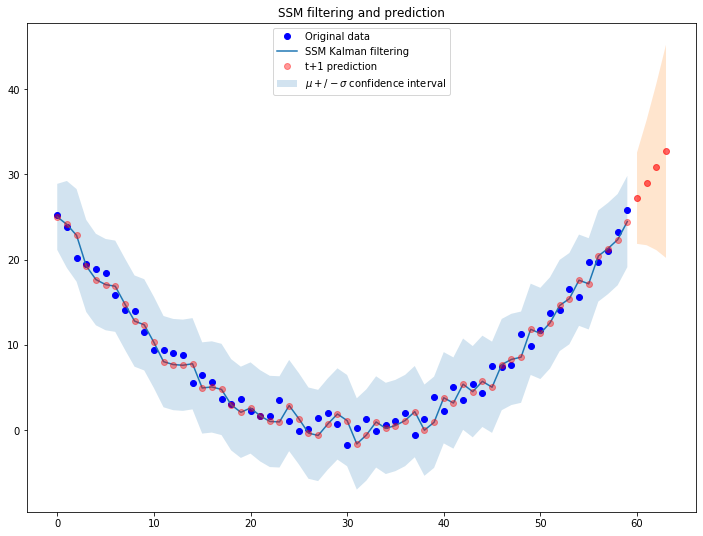 SSM filtering and prediction
Original data
SSM Kalman filtering
t+1 prediction
μ + / − σ confidence interval
40
30
20
10
0
0 10 20 30 40 50 60